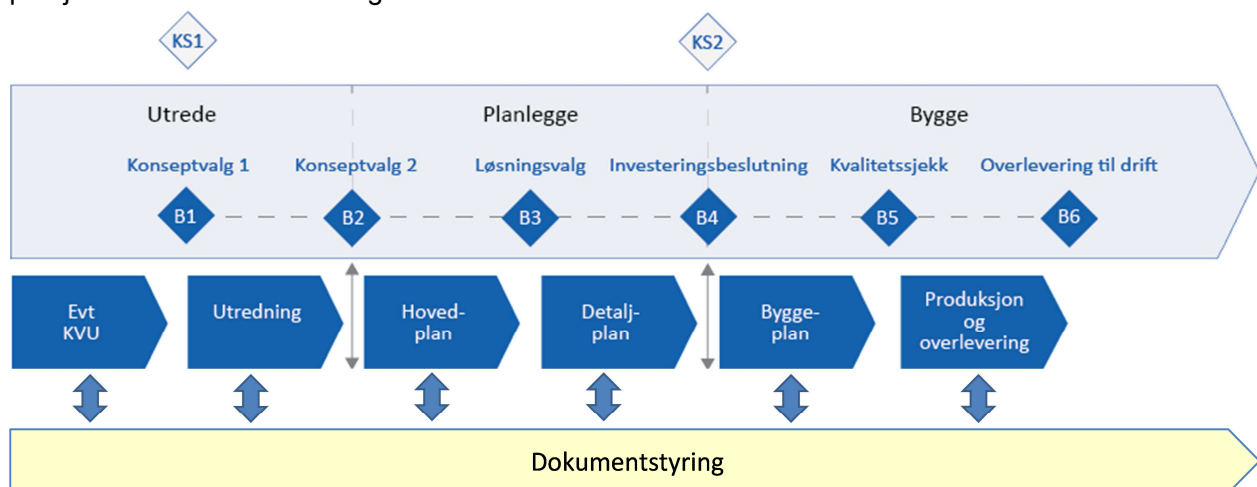 KS1
KS2
Utrede
Planlegge
Bygge
Konseptvalg 1
Konseptvalg 2
Løsningsvalg
Investeringsbeslutning
Kvalitetssjekk
Overlevering til drift
B1
B2
B3
B4
B5
B6
Evt
KVU
Utredning
Hoved-
plan
Detalj-
plan
Bygge-
plan
Produksjon
og
overlevering
Dokumentstyring